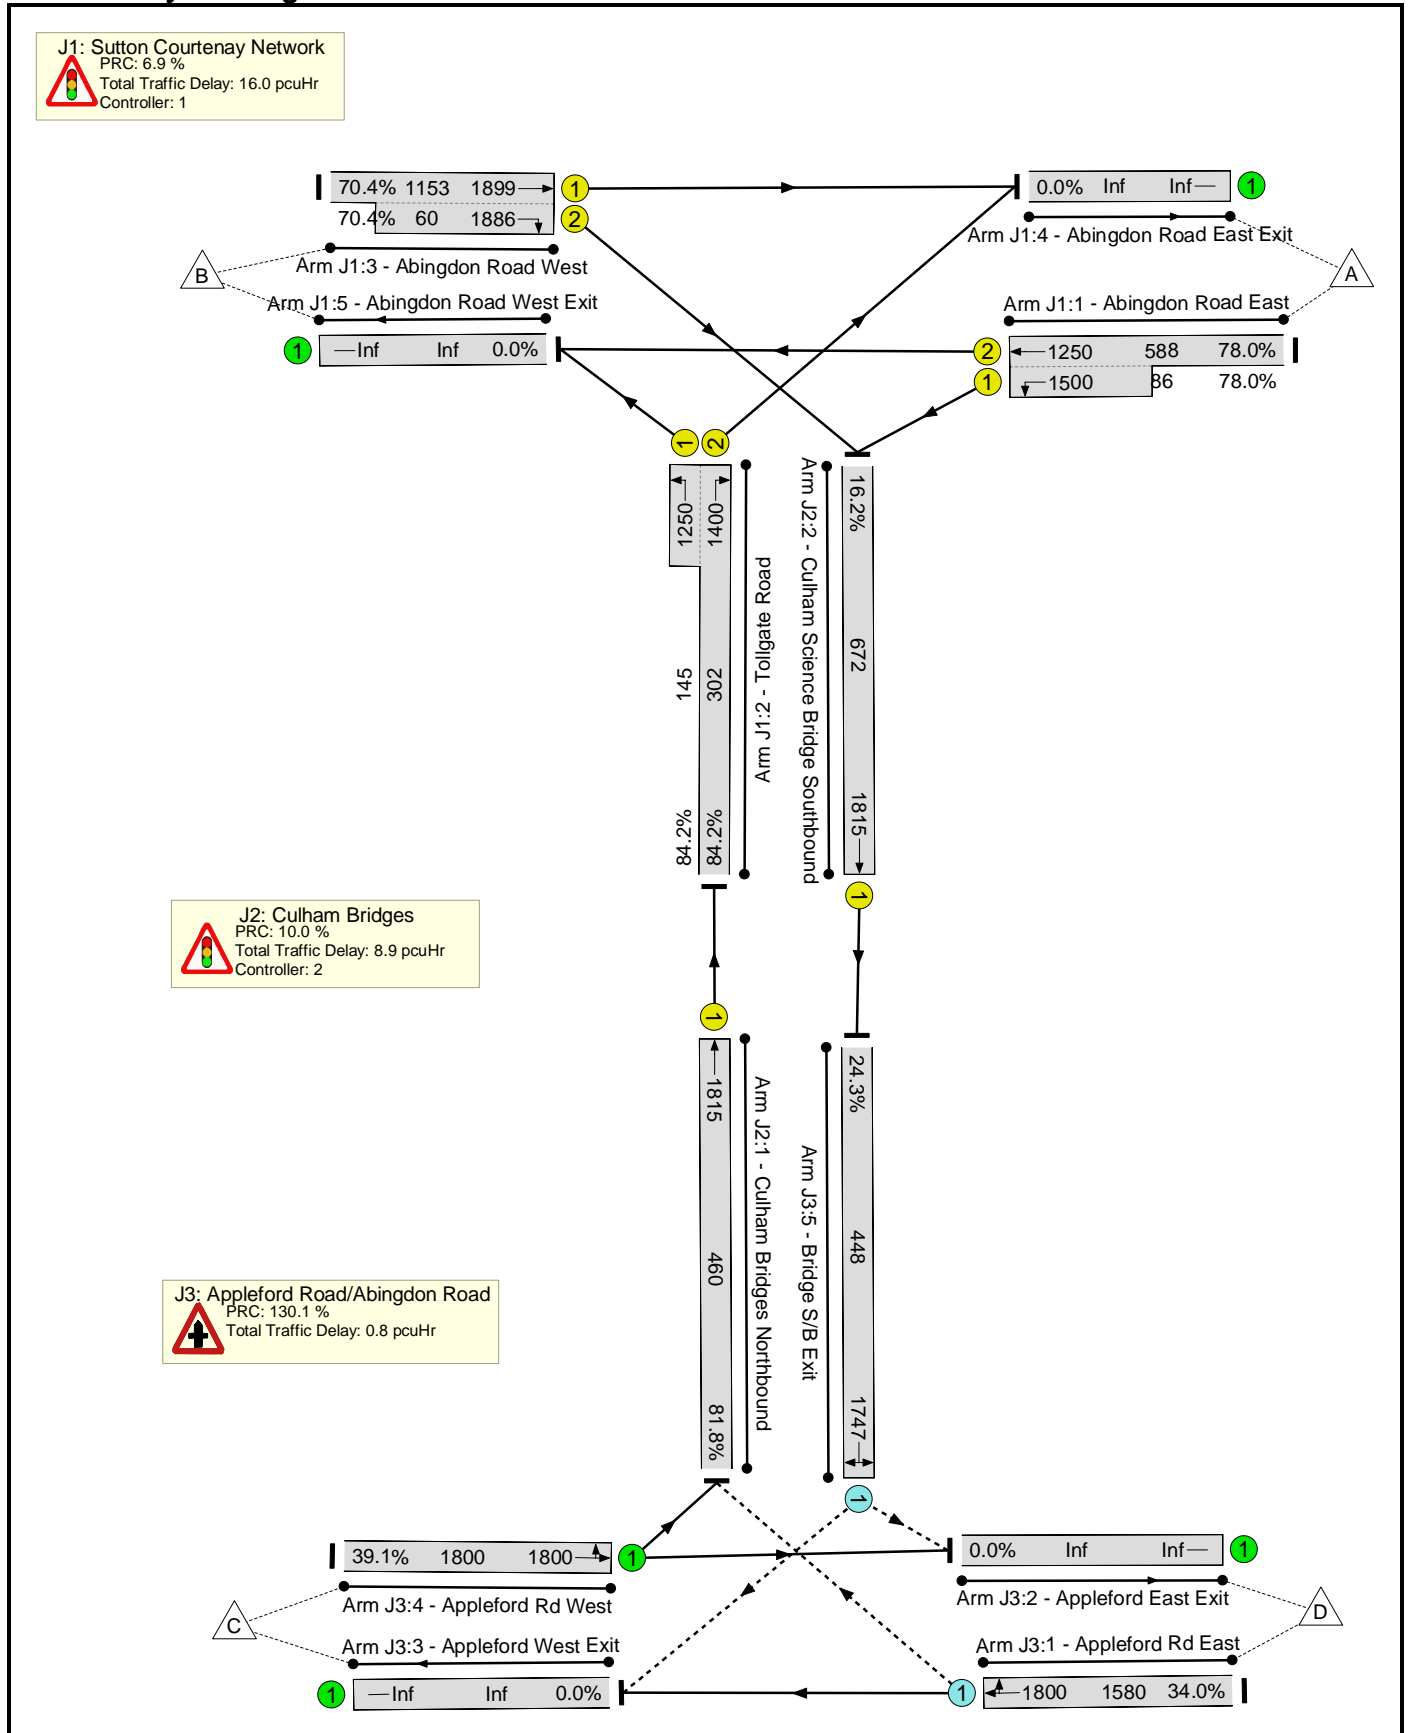 J1: Sutton Courtenay Network
PRC: 6.9 %
Total Traffic Delay: 16.0 pcuHr
Controller: 1
70.4% 1153 1899
1
70.4% 60 1886
2
Arm J1:3 - Abingdon Road West
B
Arm J1:5 - Abingdon Road West Exit
1
Inf Inf 0.0%
0.0% Inf Inf
1
Arm J1:4 - Abingdon Road East Exit
A
Arm J1:1 - Abingdon Road East
2
1250 588 78.0%
1
1500 86 78.0%
1
2
1250
1400
145
302
84.2%
84.2%
Arm J1:2 - Tollgate Road
Arm J2:2 - Culham Science Bridge Southbound
16.2%
672
1815
1
J2: Culham Bridges
PRC: 10.0 %
Total Traffic Delay: 8.9 pcuHr
Controller: 2
1
1815
460
81.8%
Arm J2:1 - Culham Bridges Northbound
Arm J3:5 - Bridge S/B Exit
24.3%
448
1747
1
J3: Appleford Road/Abingdon Road
PRC: 130.1 %
Total Traffic Delay: 0.8 pcuHr
39.1% 1800 1800
1
Arm J3:4 - Appleford Rd West
C
Arm J3:3 - Appleford West Exit
1
Inf Inf 0.0%
0.0% Inf Inf
1
Arm J3:2 - Appleford East Exit
D
Arm J3:1 - Appleford Rd East
1
1800 1580 34.0%